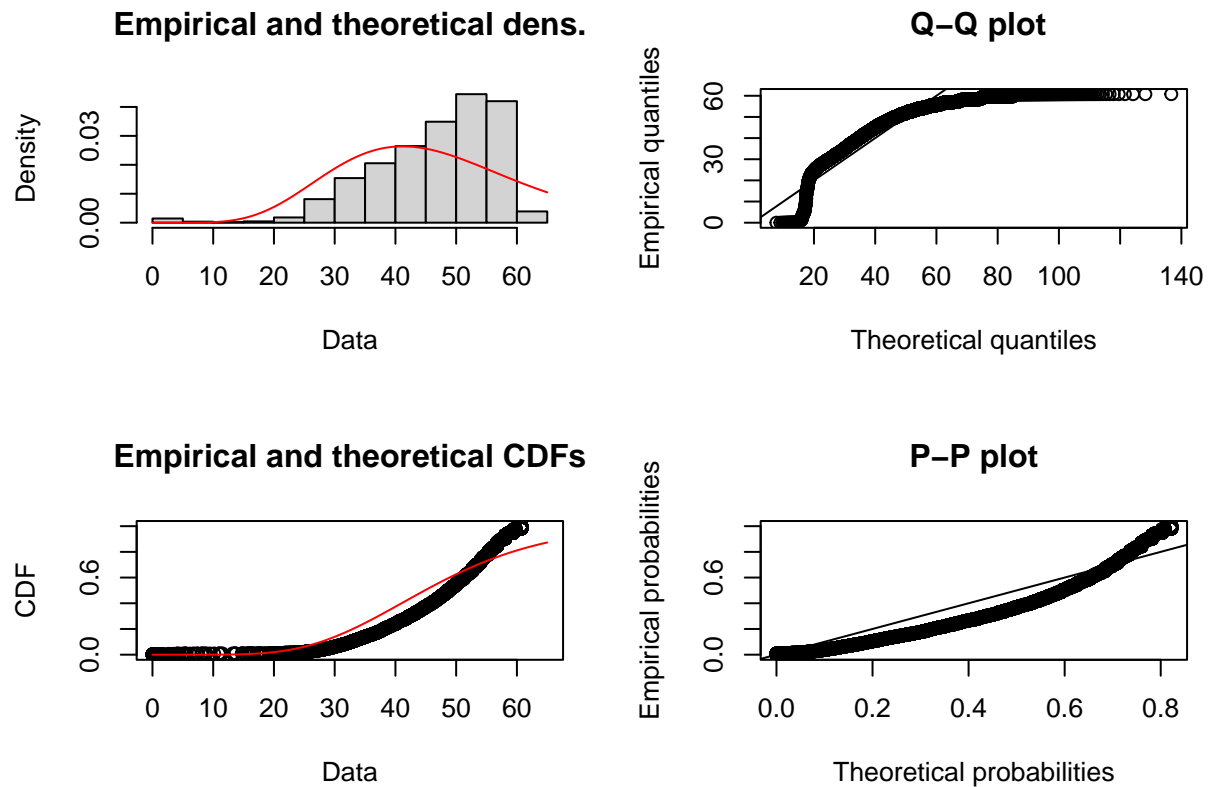 Empirical and theoretical dens.
Density
0.00 0.03
0 10 20 30 40 50 60
Data
Q−Q plot
Empirical quantiles
0 30 60
20 40 60 80 100 140
Theoretical quantiles
Empirical and theoretical CDFs
CDF
0.0 0.6
0 10 20 30 40 50 60
Data
P−P plot
Empirical probabilities
0.0 0.6
0.0 0.2 0.4 0.6 0.8
Theoretical probabilities